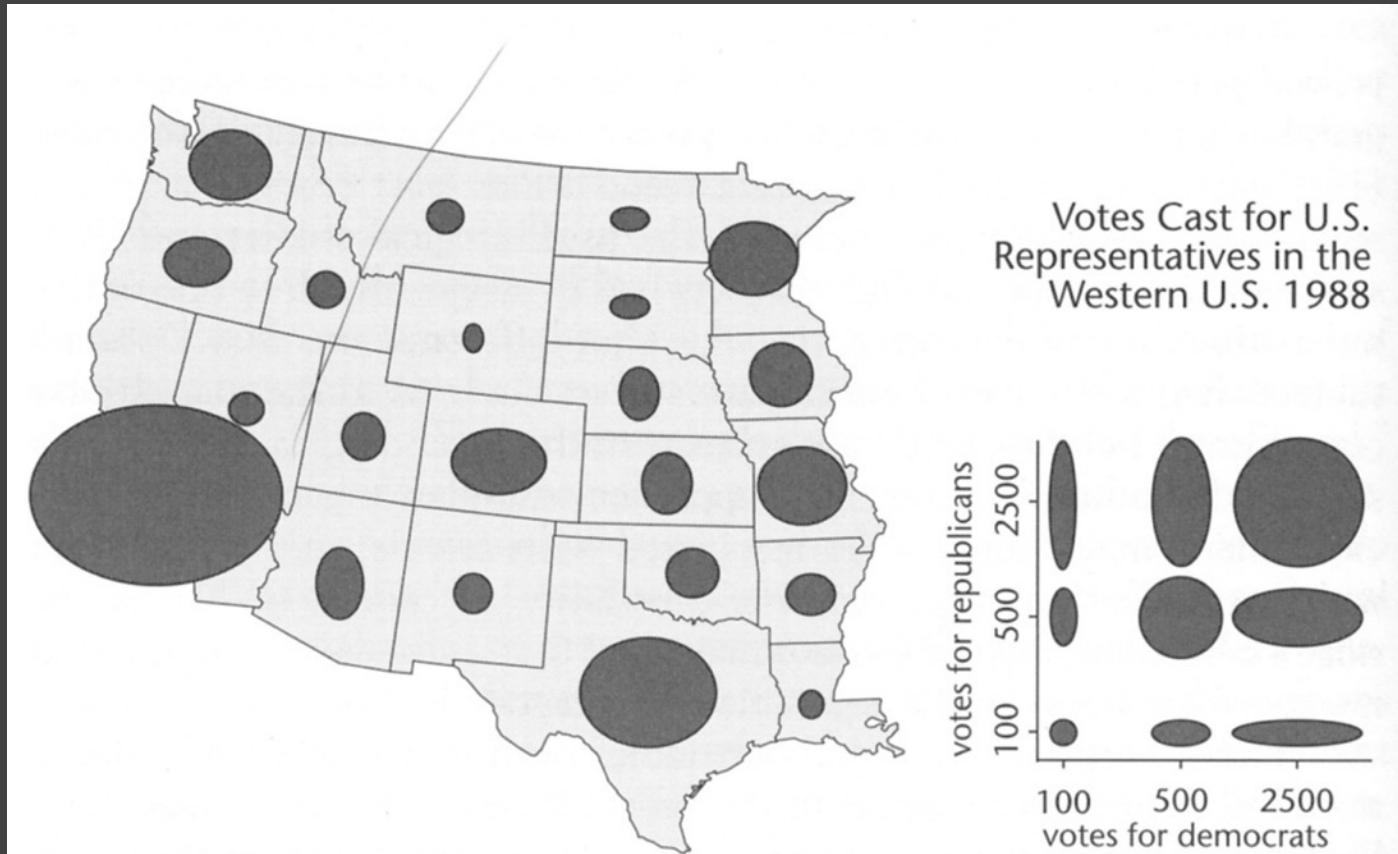 Votes Cast for U.S.
Representatives in the
Western U.S. 1988
votes for republicans
2500
500
100
100 500 2500
votes for democrats